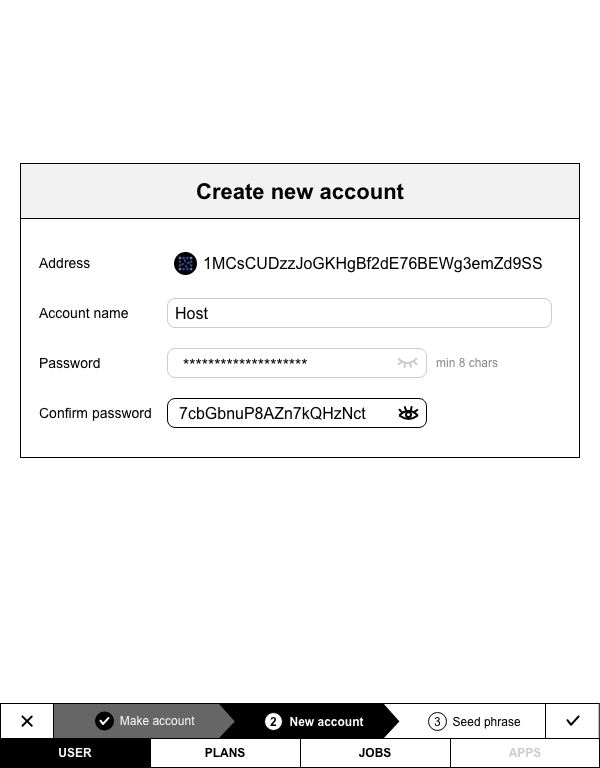 Create new account
Address 1MCsCUDzzJoGKHgBf2dE76BEWg3emZd9SS
Account name Host
Password ******************** min 8 chars
Confirm password 7cbGbnuP8AZn7kQHzNct
Make account 2 New account 3 Seed phrase
USER PLANS JOBS APPS